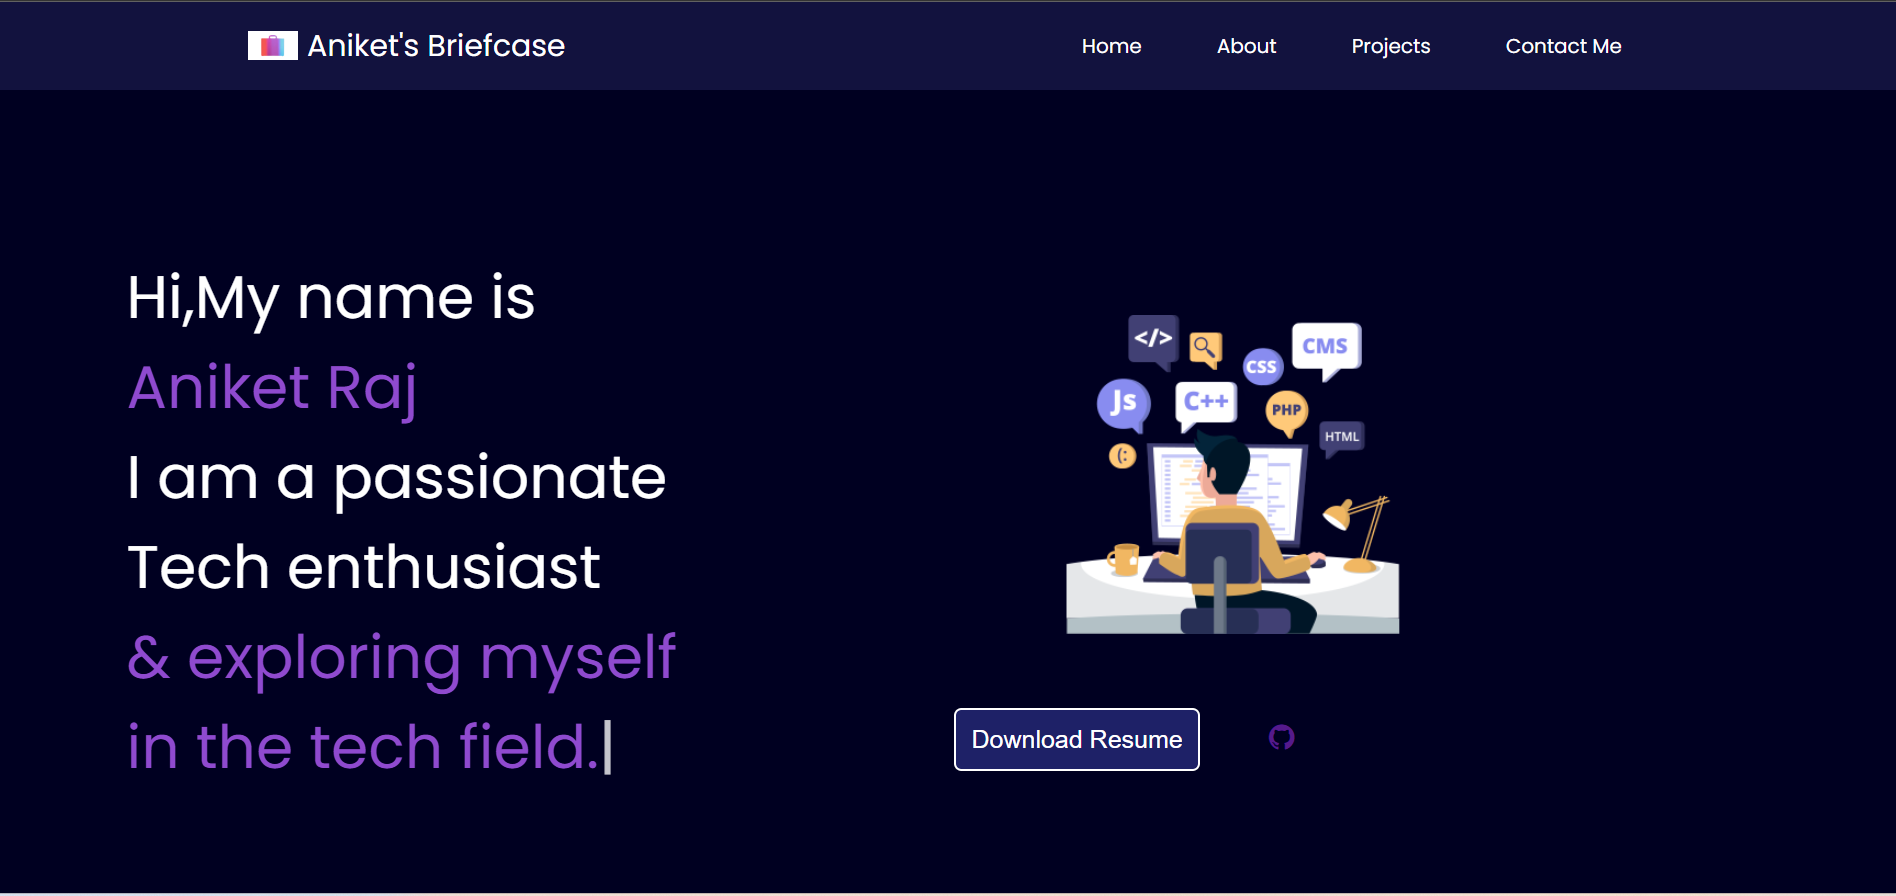 Aniket's Briefcase
Home About Projects Contact Me
Hi,My name is
Aniket Raj
I am a passionate
Tech enthusiast
& exploring myself
in the tech field.
</>
CMS
CSS
Js
C++
PHP
HTML
(:
Download Resume